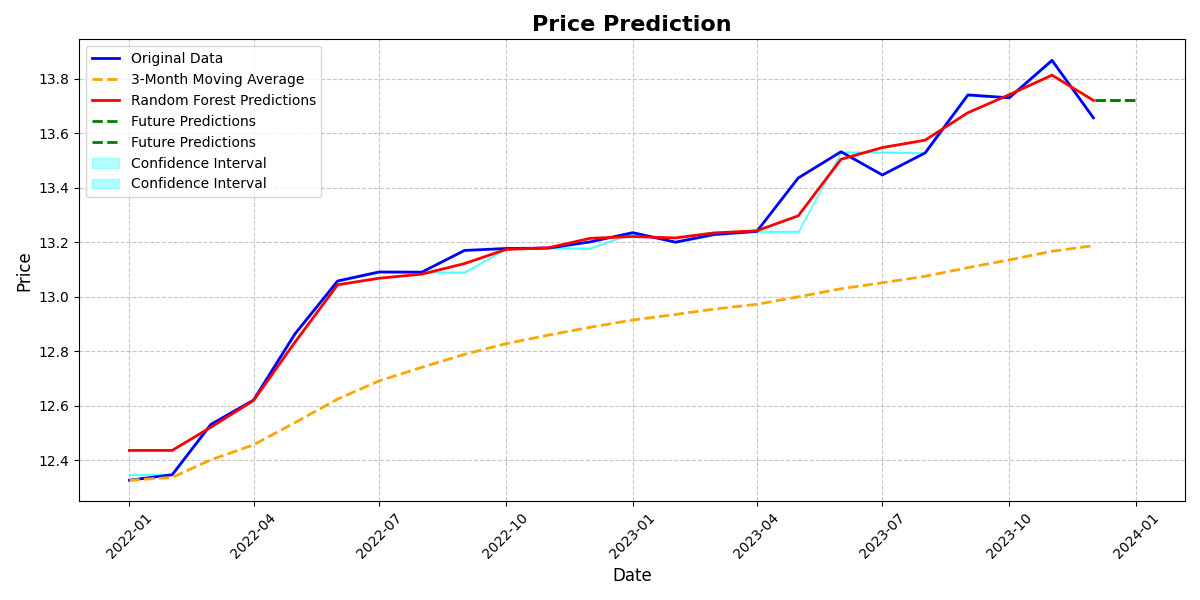 Price Prediction
Original Data
3-Month Moving Average
Random Forest Predictions
Future Predictions
Future Predictions
Confidence Interval
Confidence Interval
Price
13.8
13.6
13.4
13.2
13.0
12.8
12.6
12.4
2022-01
2022-04
2022-07
2022-10
2023-01
2023-04
2023-07
2023-10
2024-01
Date